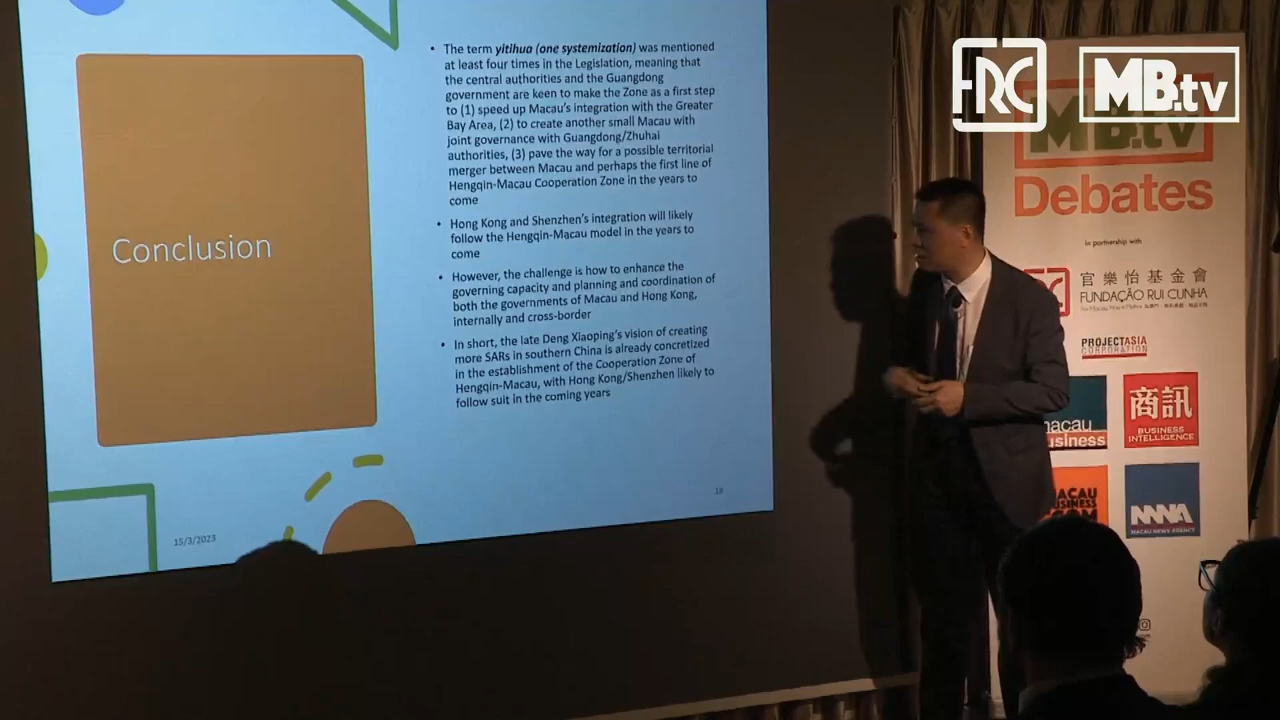 Conclusion
• The term yitihua (one systemization) was mentioned
at least four times in the Legislation, meaning that
the central authorities and the Guangdong
government are keen to make the Zone as a first step
to (1) speed up Macau's integration with the Greater
Bay Area, (2) to create another small Macau with
joint governance with Guangdong/Zhuhai
authorities, (3) pave the way for a possible territorial
merger between Macau and perhaps the first line of
Hengqin-Macau Cooperation Zone in the years to
come
• Hong Kong and Shenzhen's integration will likely
follow the Hengqin-Macau model in the years to
come
• However, the challenge is how to enhance the
governing capacity and planning and coordination of
both the governments of Macau and Hong Kong,
internally and cross-border
• In short, the late Deng Xiaoping's vision of creating
more SARs in southern China is already concretized
in the establishment of the Cooperation Zone of
Hengqin-Macau, with Hong Kong/Shenzhen likely to
follow suit in the coming years
15/3/2023
18
FRC
MB.tv
MB.tv
Debates
In partnership with
官樂怡基金會
FUNDAÇÃO RUI CUNHA
PROJECTASIA
CORPORATION
macau
business
商訊
BUSINESS
INTELLIGENCE
MACAU
BUSINESS
.COM
MNA
MACAU NEWS AGENCY